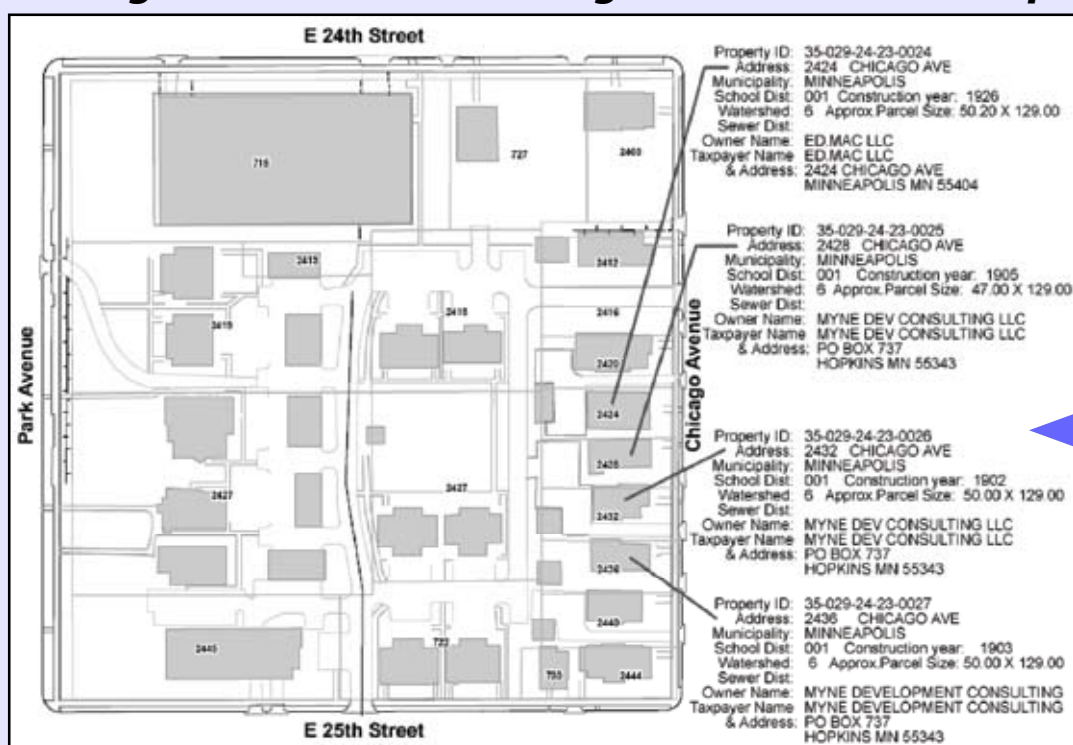 E 24th Street
Park Avenue
Chicago Avenue
E 25th Street
715
727
2413
2412
2419
2418
2416
2420
2424
2428
2427
2427
2432
2436
2440
2445
722
2444
Property ID: 35-029-24-23-0024
Address: 2424 CHICAGO AVE
Municipality: MINNEAPOLIS
School Dist: 001 Construction year: 1926
Watershed: 6 Approx.Parcel Size: 50.20 X 129.00
Sewer Dist:
Owner Name: ED.MAC LLC
Taxpayer Name ED.MAC LLC
& Address: 2424 CHICAGO AVE
MINNEAPOLIS MN 55404
Property ID: 35-029-24-23-0025
Address: 2428 CHICAGO AVE
Municipality: MINNEAPOLIS
School Dist: 001 Construction year: 1905
Watershed: 6 Approx.Parcel Size: 47.00 X 129.00
Sewer Dist:
Owner Name: MYNE DEV CONSULTING LLC
Taxpayer Name MYNE DEV CONSULTING LLC
& Address: PO BOX 737
HOPKINS MN 55343
Property ID: 35-029-24-23-0026
Address: 2432 CHICAGO AVE
Municipality: MINNEAPOLIS
School Dist: 001 Construction year: 1902
Watershed: 6 Approx.Parcel Size: 50.00 X 129.00
Sewer Dist:
Owner Name: MYNE DEV CONSULTING LLC
Taxpayer Name MYNE DEV CONSULTING LLC
& Address: PO BOX 737
HOPKINS MN 55343
Property ID: 35-029-24-23-0027
Address: 2436 CHICAGO AVE
Municipality: MINNEAPOLIS
School Dist: 001 Construction year: 1903
Watershed: 6 Approx.Parcel Size: 50.00 X 129.00
Sewer Dist:
Owner Name: MYNE DEVELOPMENT CONSULTING
Taxpayer Name MYNE DEVELOPMENT CONSULTING
& Address: PO BOX 737
HOPKINS MN 55343